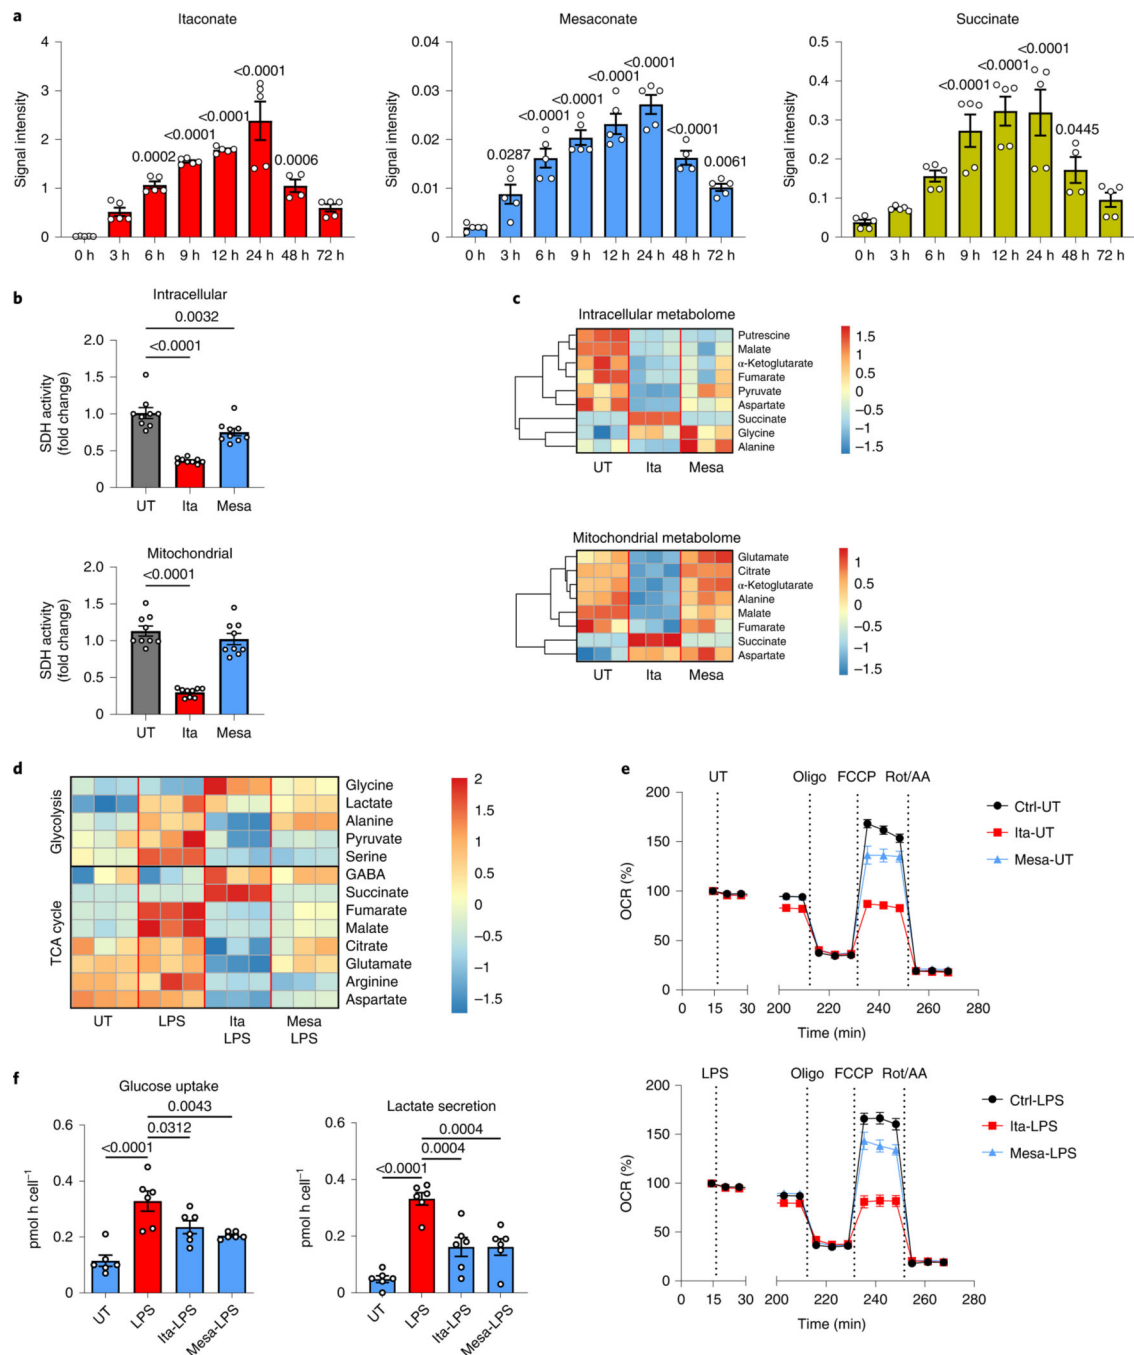 a
Itaconate
Mesaconate
Succinate
Signal intensity
4
3
2
1
0
0.0002
<0.0001
<0.0001
<0.0001
0.0006
0 h 3 h 6 h 9 h 12 h 24 h 48 h 72 h
Signal intensity
0.04
0.03
0.02
0.01
0
0.0287
<0.0001
<0.0001
<0.0001
<0.0001
<0.0001
0.0061
0 h 3 h 6 h 9 h 12 h 24 h 48 h 72 h
Signal intensity
0.5
0.4
0.3
0.2
0.1
0
<0.0001
<0.0001
<0.0001
0.0445
0 h 3 h 6 h 9 h 12 h 24 h 48 h 72 h
b
Intracellular
0.0032
<0.0001
SDH activity
(fold change)
2.0
1.5
1.0
0.5
0
UT Ita Mesa
Mitochondrial
<0.0001
SDH activity
(fold change)
2.0
1.5
1.0
0.5
0
UT Ita Mesa
c
Intracellular metabolome
Putrescine
Malate
α-Ketoglutarate
Fumarate
Pyruvate
Aspartate
Succinate
Glycine
Alanine
UT Ita Mesa
1.5
1
0.5
0
−0.5
−1
−1.5
Mitochondrial metabolome
Glutamate
Citrate
α-Ketoglutarate
Alanine
Malate
Fumarate
Succinate
Aspartate
UT Ita Mesa
1
0.5
0
−0.5
−1
−1.5
d
Glycolysis
TCA cycle
Glycine
Lactate
Alanine
Pyruvate
Serine
GABA
Succinate
Fumarate
Malate
Citrate
Glutamate
Arginine
Aspartate
UT LPS Ita LPS Mesa LPS
2
1.5
1
0.5
0
−0.5
−1
−1.5
e
UT Oligo FCCP Rot/AA
OCR (%)
200
150
100
50
0
0 15 30 200 220 240 260 280
Time (min)
Ctrl-UT
Ita-UT
Mesa-UT
LPS Oligo FCCP Rot/AA
OCR (%)
200
150
100
50
0
0 15 30 200 220 240 260 280
Time (min)
Ctrl-LPS
Ita-LPS
Mesa-LPS
f
Glucose uptake
0.0043
0.0312
<0.0001
pmol h cell⁻¹
0.6
0.4
0.2
0
UT LPS Ita-LPS Mesa-LPS
Lactate secretion
0.0004
0.0004
<0.0001
pmol h cell⁻¹
0.6
0.4
0.2
0
UT LPS Ita-LPS Mesa-LPS